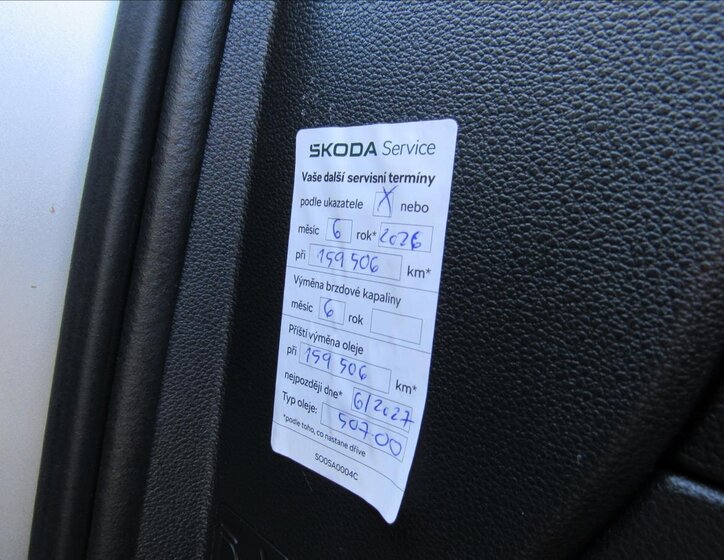 ŠKODA Service
Vaše další servisní termíny
podle ukazatele X nebo
měsíc 6 rok* 2026
při 159 506 km*
Výměna brzdové kapaliny
měsíc 6 rok
Příští výměna oleje
při 159 506 km*
nejpozději dne* 6/2027
Typ oleje: 507 00
*podle toho, co nastane dříve
SO0SA0004C